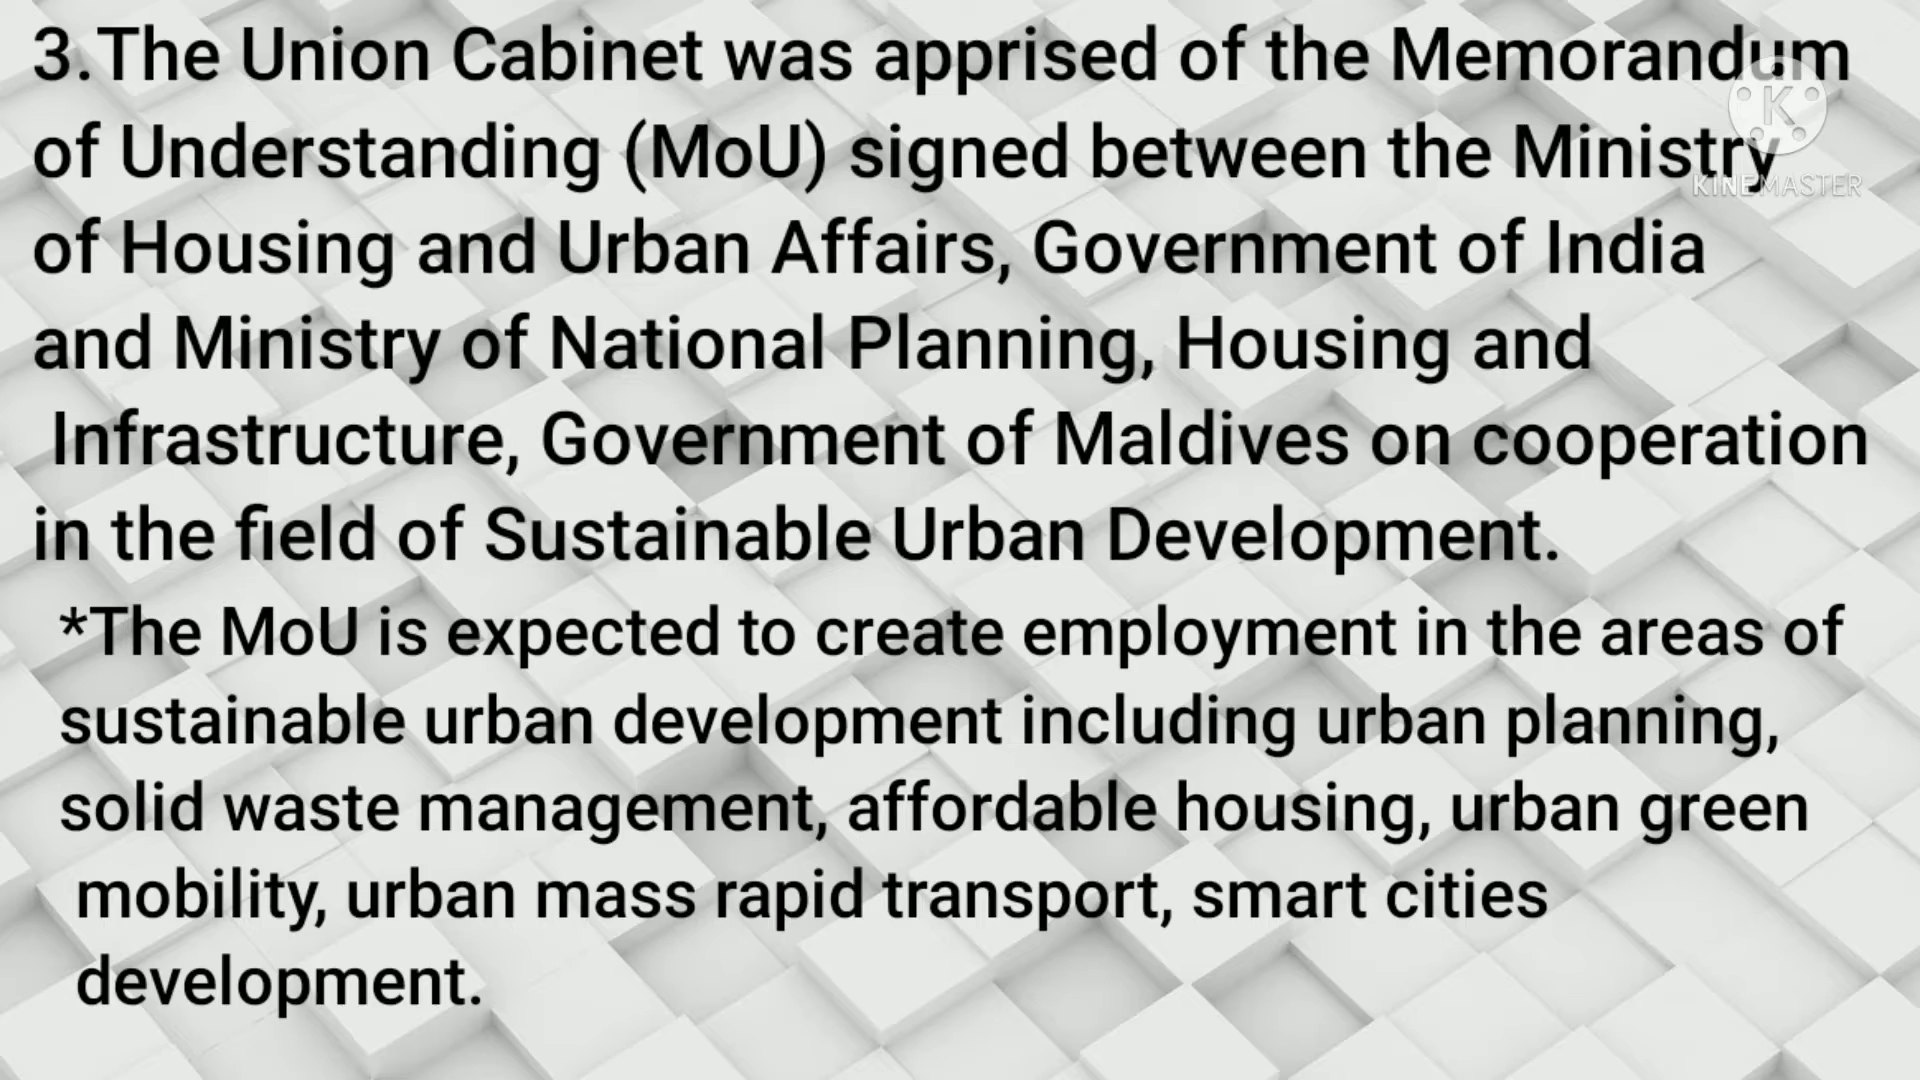 3.The Union Cabinet was apprised of the Memorandum
of Understanding (MoU) signed between the Ministry
KINEMASTER
of Housing and Urban Affairs, Government of India
and Ministry of National Planning, Housing and
Infrastructure, Government of Maldives on cooperation
in the field of Sustainable Urban Development.
*The MoU is expected to create employment in the areas of
sustainable urban development including urban planning,
solid waste management, affordable housing, urban green
mobility, urban mass rapid transport, smart cities
development.